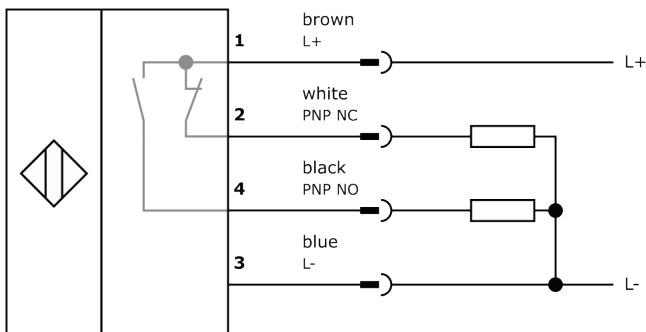 brown
1 L+ L+
white
2 PNP NC
black
4 PNP NO
blue
3 L- L-